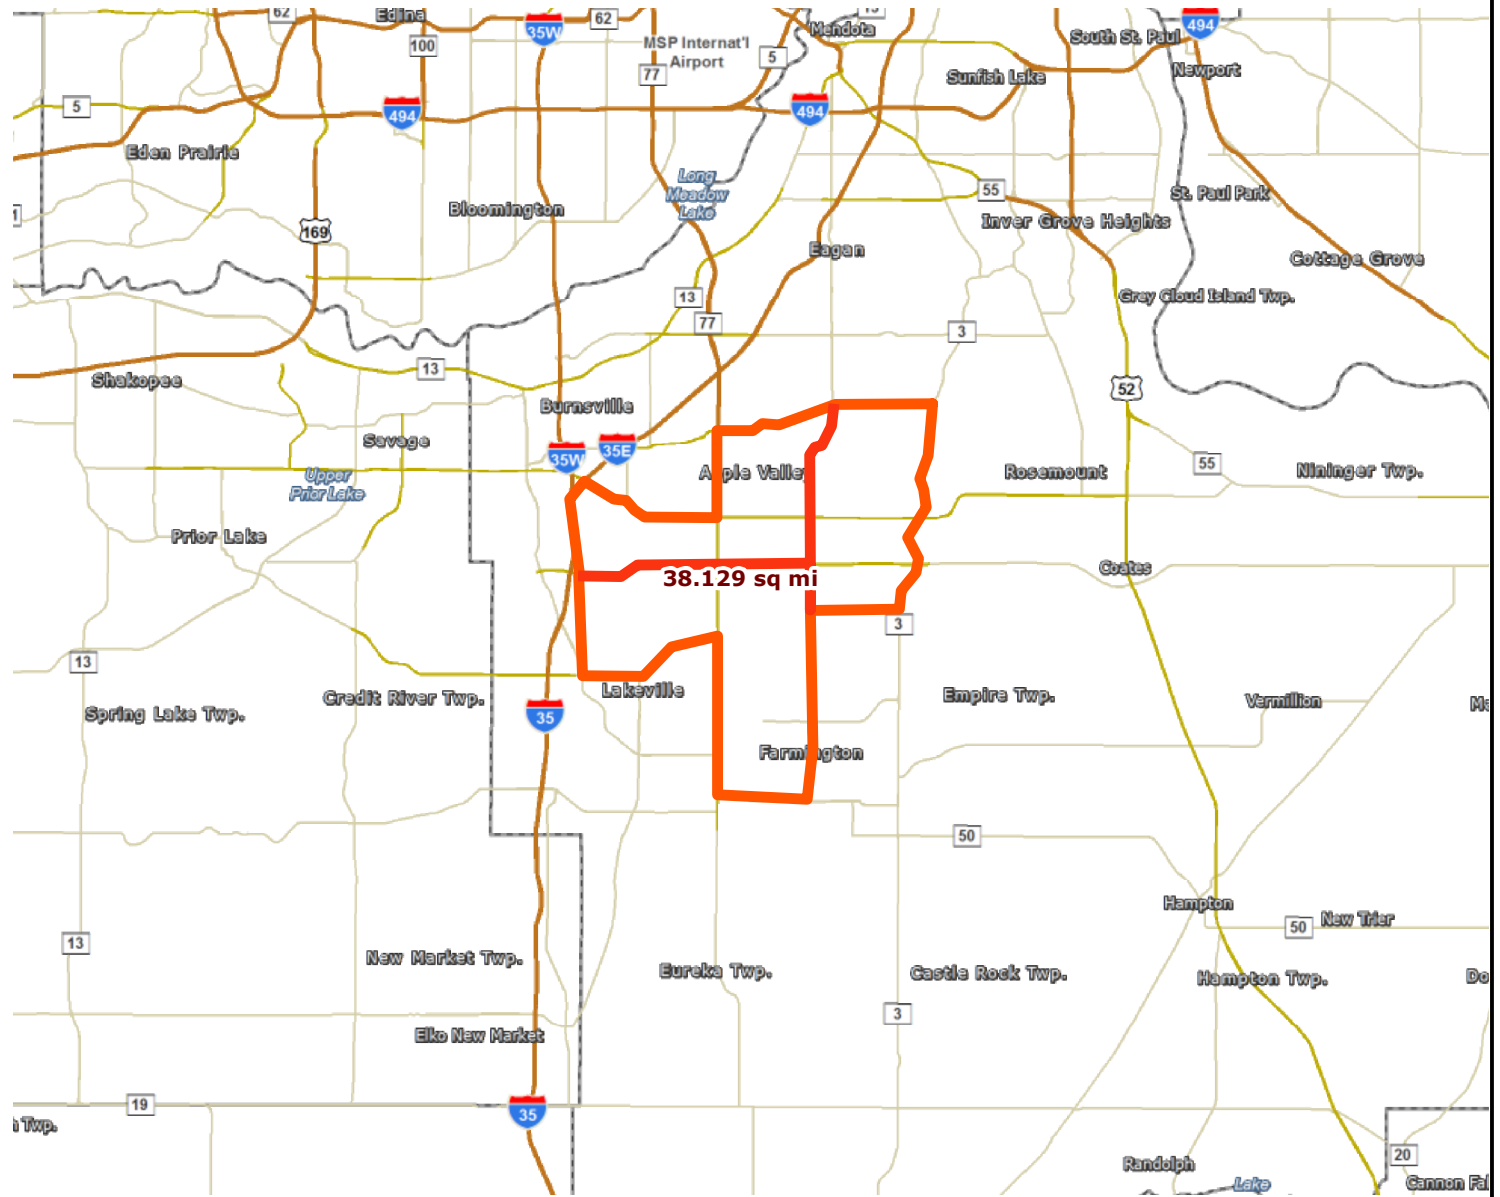 62
Edina
35W
62
Mendota
494
100
MSP Internat'l
Airport
5
South St. Paul
77
Sunfish Lake
Newport
5
494
494
Eden Prairie
Long
Meadow
Lake
55
St. Paul Park
Bloomington
169
Inver Grove Heights
Eagan
Cottage Grove
13
Grey Cloud Island Twp.
77
3
13
Shakopee
52
Burnsville
Savage
35W
35E
Apple Valley
Rosemount
55
Nininger Twp.
Upper
Prior Lake
Prior Lake
Coates
38.129 sq mi
3
13
Lakeville
Credit River Twp.
Empire Twp.
Vermillion
Spring Lake Twp.
35
Farmington
50
Hampton
50
New Trier
13
New Market Twp.
Eureka Twp.
Castle Rock Twp.
Hampton Twp.
Do
3
Elko New Market
19
35
Twp.
20
Randolph
Lake
Cannon Fal